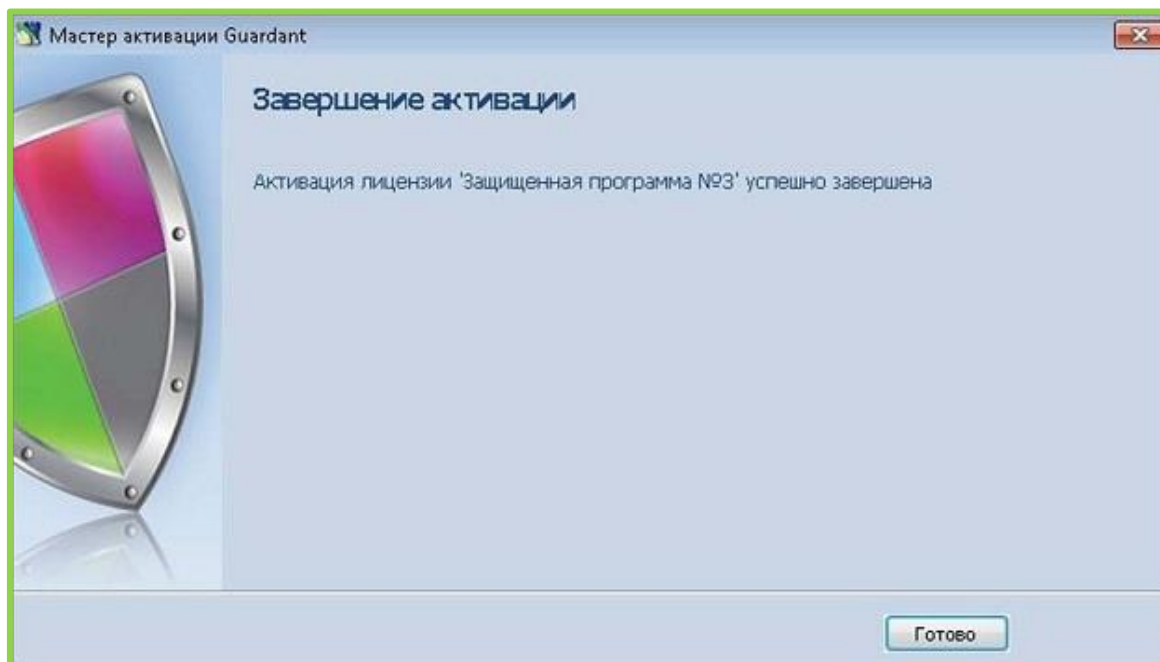 Мастер активации Guardant
Завершение активации
Активация лицензии 'Защищенная программа №3' успешно завершена
Готово